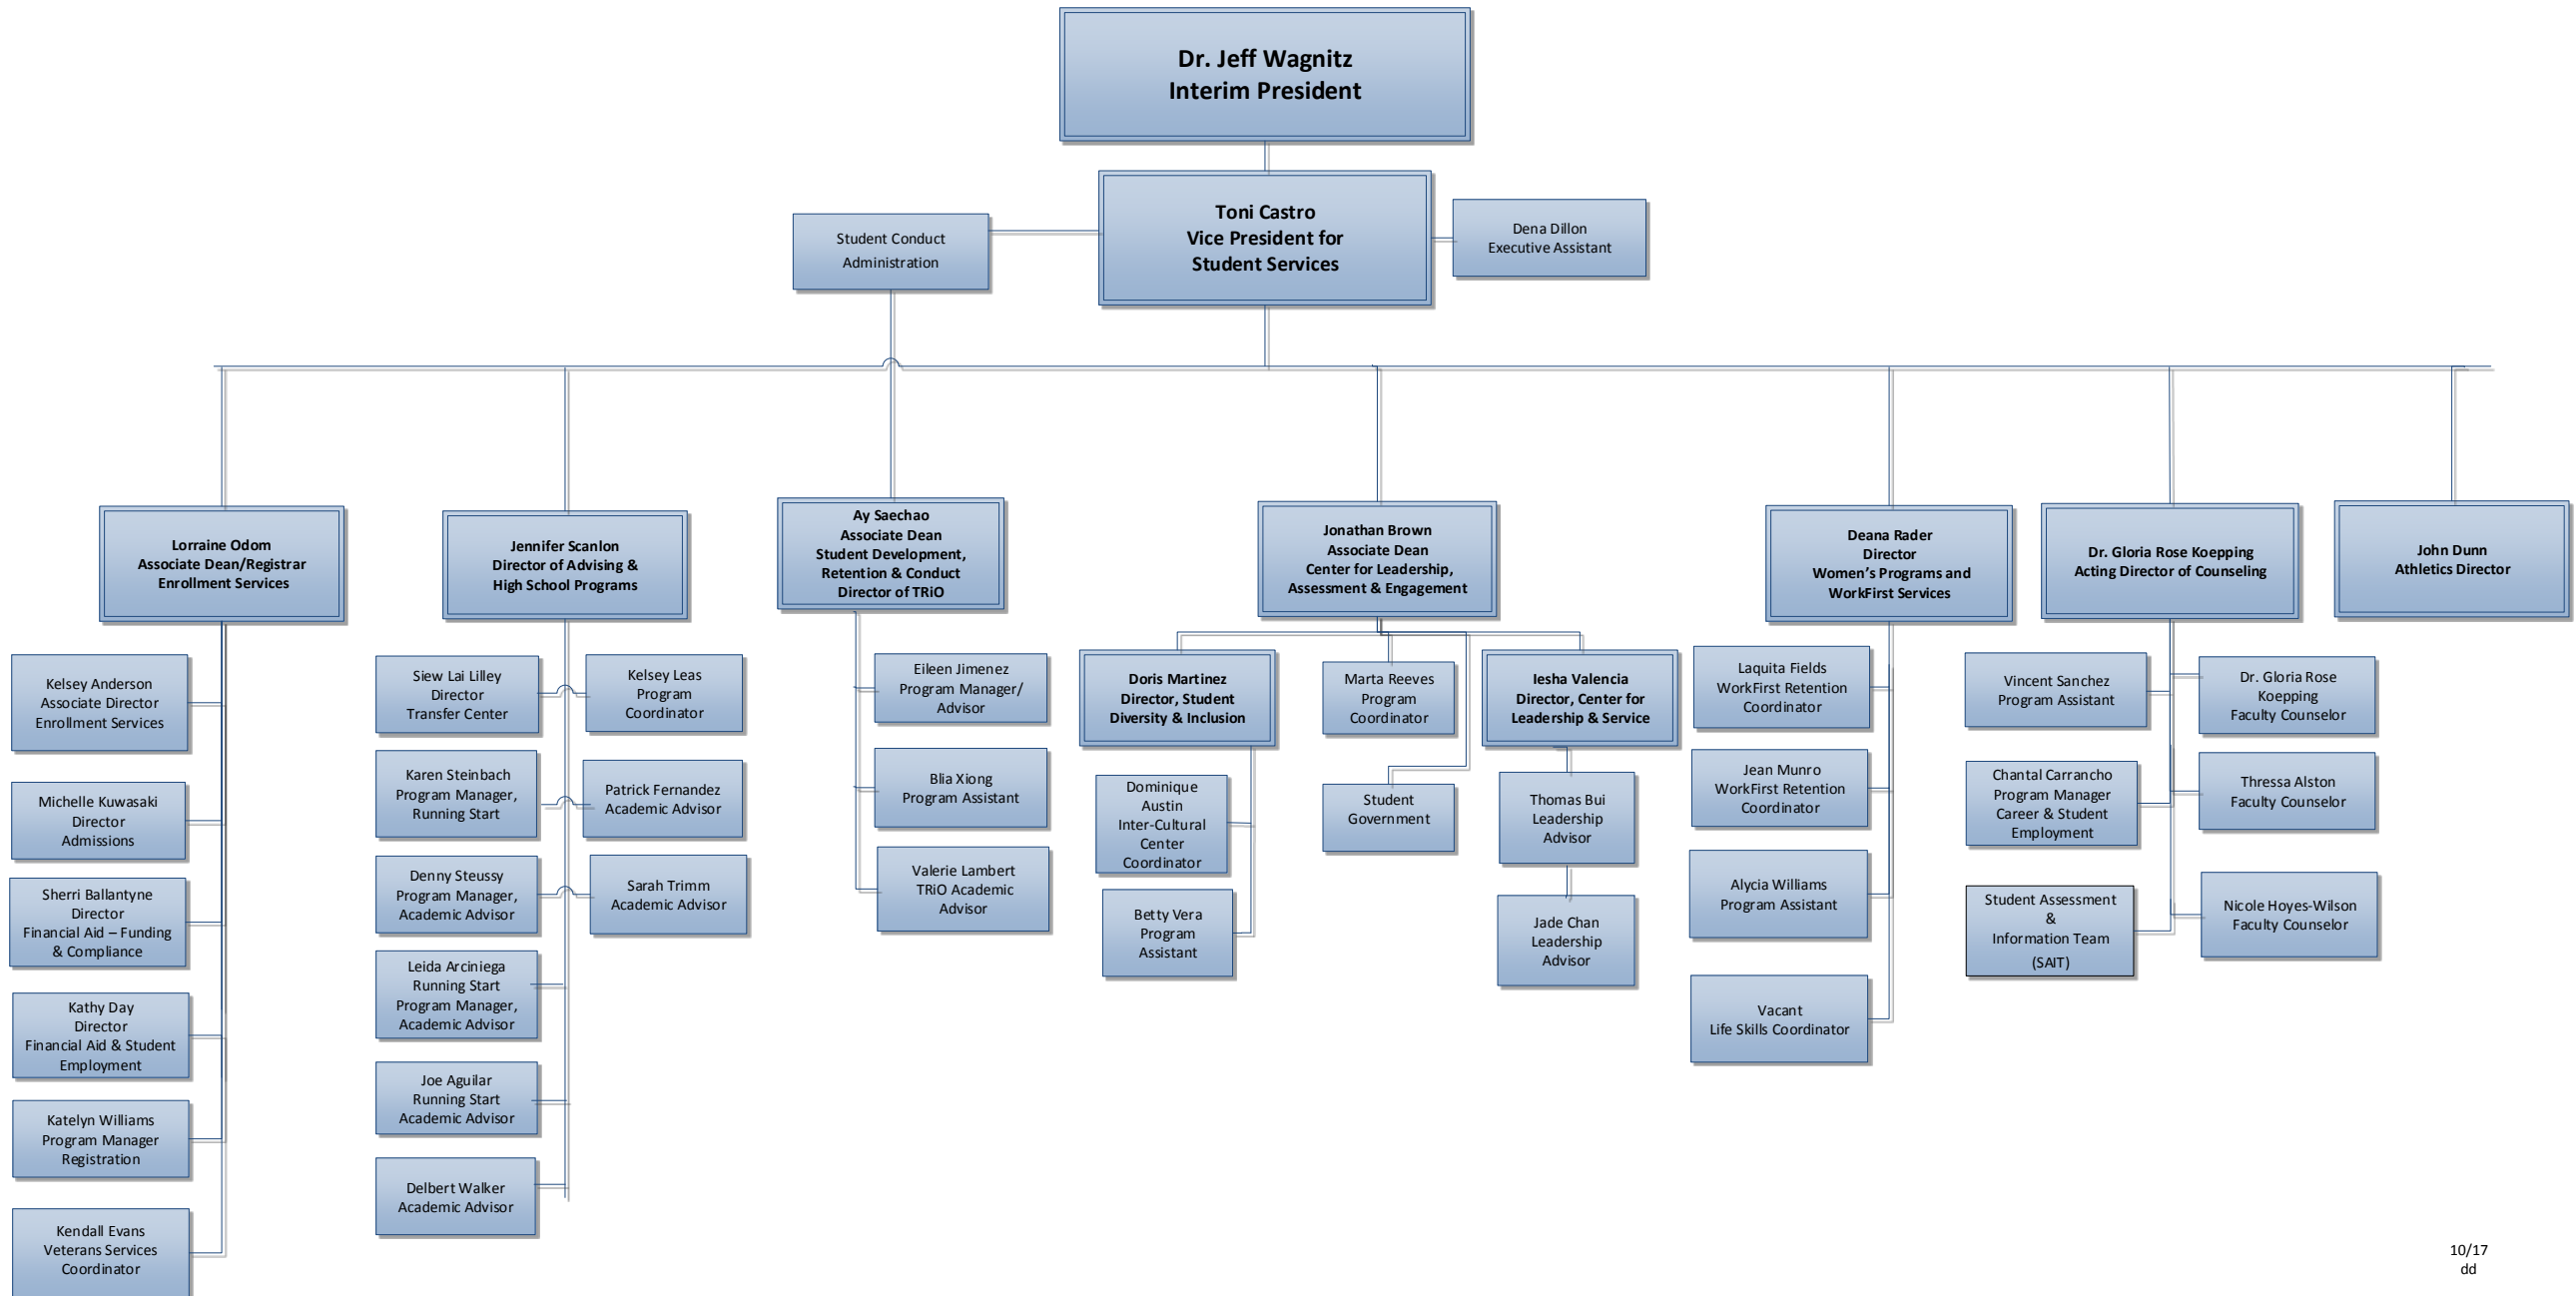 Dr. Jeff Wagnitz
Interim President
Toni Castro
Vice President for
Student Services
Student Conduct
Administration
Dena Dillon
Executive Assistant
Lorraine Odom
Associate Dean/Registrar
Enrollment Services
Kelsey Anderson
Associate Director
Enrollment Services
Michelle Kuwasaki
Director
Admissions
Sherri Ballantyne
Director
Financial Aid – Funding
& Compliance
Kathy Day
Director
Financial Aid & Student
Employment
Katelyn Williams
Program Manager
Registration
Kendall Evans
Veterans Services
Coordinator
Jennifer Scanlon
Director of Advising &
High School Programs
Siew Lai Lilley
Director
Transfer Center
Kelsey Leas
Program
Coordinator
Karen Steinbach
Program Manager,
Running Start
Patrick Fernandez
Academic Advisor
Denny Steussy
Program Manager,
Academic Advisor
Sarah Trimm
Academic Advisor
Leida Arciniega
Running Start
Program Manager,
Academic Advisor
Joe Aguilar
Running Start
Academic Advisor
Delbert Walker
Academic Advisor
Ay Saechao
Associate Dean
Student Development,
Retention & Conduct
Director of TRiO
Eileen Jimenez
Program Manager/
Advisor
Blia Xiong
Program Assistant
Valerie Lambert
TRiO Academic
Advisor
Jonathan Brown
Associate Dean
Center for Leadership,
Assessment & Engagement
Doris Martinez
Director, Student
Diversity & Inclusion
Dominique
Austin
Inter-Cultural
Center
Coordinator
Betty Vera
Program
Assistant
Marta Reeves
Program
Coordinator
Student
Government
Iesha Valencia
Director, Center for
Leadership & Service
Thomas Bui
Leadership
Advisor
Jade Chan
Leadership
Advisor
Deana Rader
Director
Women’s Programs and
WorkFirst Services
Laquita Fields
WorkFirst Retention
Coordinator
Jean Munro
WorkFirst Retention
Coordinator
Alycia Williams
Program Assistant
Vacant
Life Skills Coordinator
Dr. Gloria Rose Koepping
Acting Director of Counseling
Vincent Sanchez
Program Assistant
Dr. Gloria Rose
Koepping
Faculty Counselor
Chantal Carrancho
Program Manager
Career & Student
Employment
Thressa Alston
Faculty Counselor
Student Assessment
&
Information Team
(SAIT)
Nicole Hoyes-Wilson
Faculty Counselor
John Dunn
Athletics Director
10/17
dd